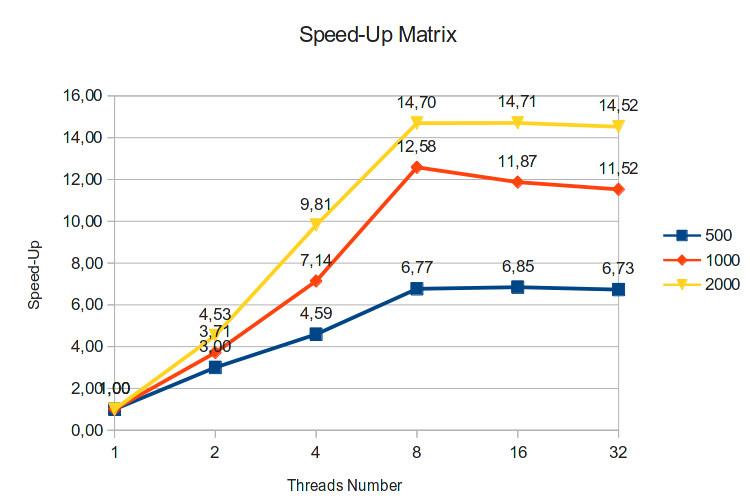 Speed-Up Matrix
16,00
14,00
12,00
10,00
8,00
6,00
4,00
2,00
0,00
Speed-Up
14,70 14,71 14,52
12,58 11,87 11,52
9,81
7,14
6,77 6,85 6,73
4,59
4,53
3,71
3,00
1,00
500
1000
2000
1 2 4 8 16 32
Threads Number